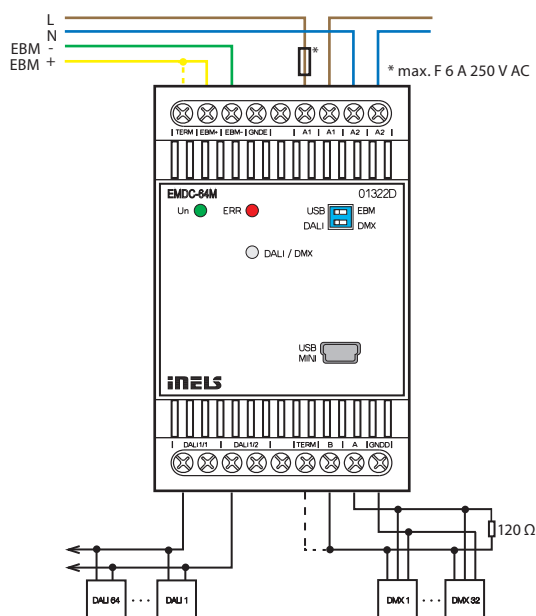 L
N
EBM -
EBM +
*
* max. F 6 A 250 V AC
TERM EBM+ EBM- GNDE A1 A1 A2 A2
EMDC-64M 01322D
Un ERR USB EBM
DALI DMX
DALI / DMX
USB
MINI
iNELS
DALI1/1 DALI1/2 TERM B A GNDD
120 Ω
DALI 64 · · · DALI 1 DMX 1 · · · DMX 32